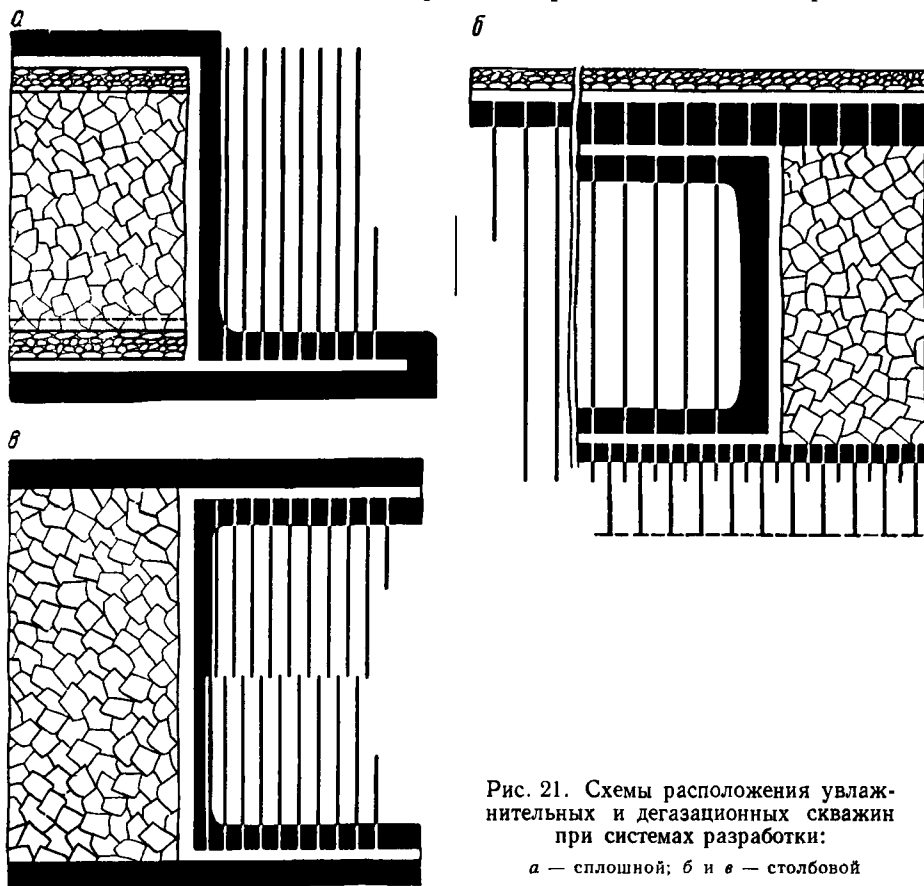 а
б
в
Рис. 21. Схемы расположения увлаж-
нительных и дегазационных скважин
при системах разработки:
а — сплошной; б и в — столбовой